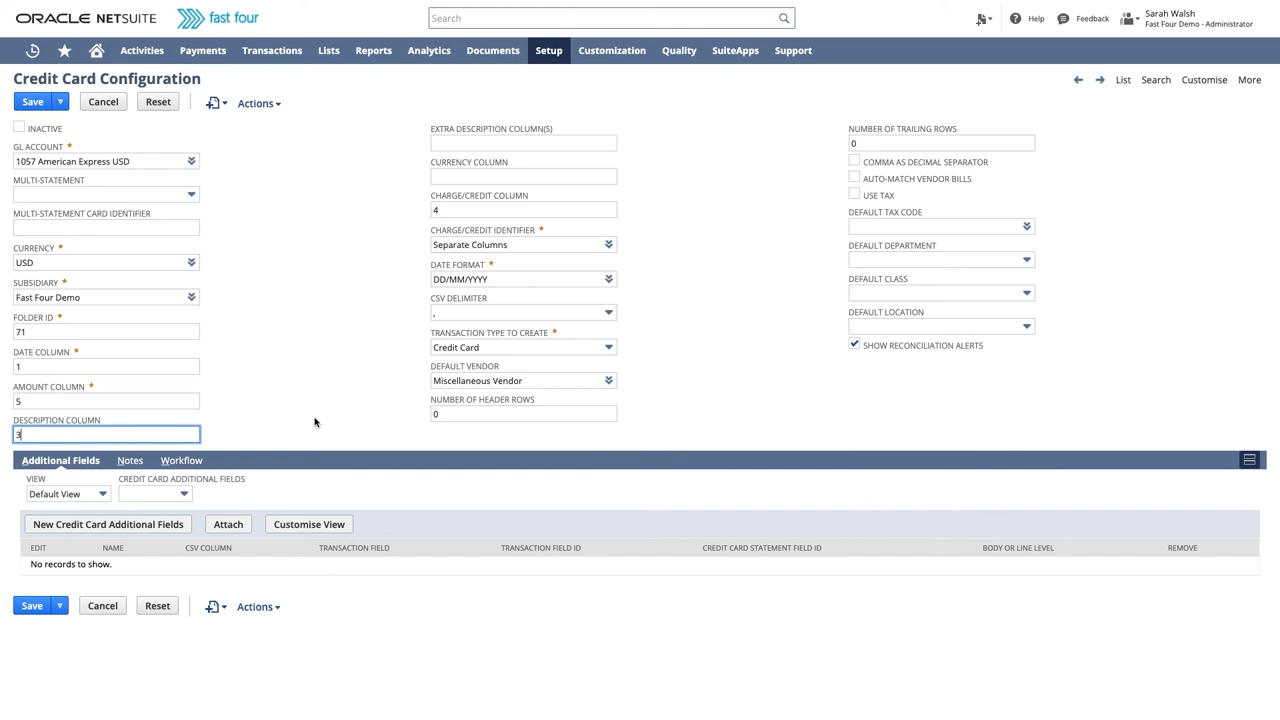 ORACLE NETSUITE fast four
Search
Help
Feedback
Sarah Walsh
Fast Four Demo - Administrator
Activities Payments Transactions Lists Reports Analytics Documents Setup Customization Quality SuiteApps Support
Credit Card Configuration
List Search Customise More
Save Cancel Reset Actions
INACTIVE
GL ACCOUNT *
1057 American Express USD
MULTI-STATEMENT
MULTI-STATEMENT CARD IDENTIFIER
CURRENCY *
USD
SUBSIDIARY *
Fast Four Demo
FOLDER ID *
71
DATE COLUMN *
1
AMOUNT COLUMN *
5
DESCRIPTION COLUMN
3
EXTRA DESCRIPTION COLUMN(S)
CURRENCY COLUMN
CHARGE/CREDIT COLUMN
4
CHARGE/CREDIT IDENTIFIER *
Separate Columns
DATE FORMAT *
DD/MM/YYYY
CSV DELIMITER
,
TRANSACTION TYPE TO CREATE *
Credit Card
DEFAULT VENDOR
Miscellaneous Vendor
NUMBER OF HEADER ROWS
0
NUMBER OF TRAILING ROWS
0
COMMA AS DECIMAL SEPARATOR
AUTO-MATCH VENDOR BILLS
USE TAX
DEFAULT TAX CODE
DEFAULT DEPARTMENT
DEFAULT CLASS
DEFAULT LOCATION
SHOW RECONCILIATION ALERTS
Additional Fields Notes Workflow
VIEW CREDIT CARD ADDITIONAL FIELDS
Default View
New Credit Card Additional Fields Attach Customise View
EDIT NAME CSV COLUMN TRANSACTION FIELD TRANSACTION FIELD ID CREDIT CARD STATEMENT FIELD ID BODY OR LINE LEVEL REMOVE
No records to show.
Save Cancel Reset Actions